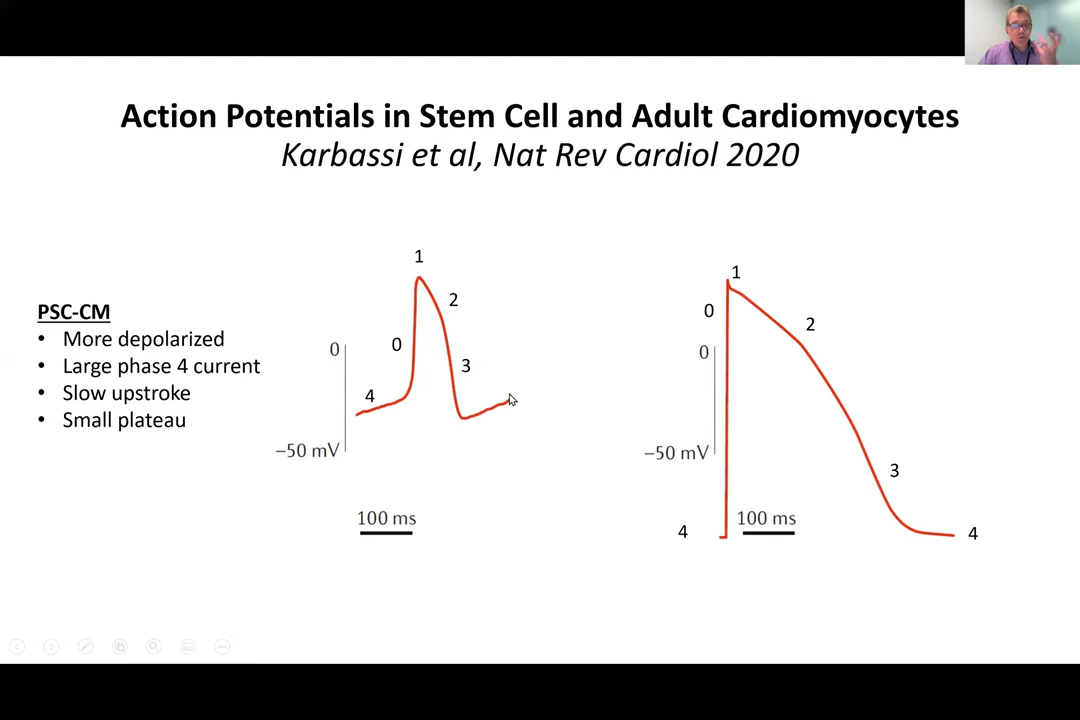 Action Potentials in Stem Cell and Adult Cardiomyocytes
Karbassi et al, Nat Rev Cardiol 2020
PSC-CM
• More depolarized
• Large phase 4 current
• Slow upstroke
• Small plateau
1
2
0
0
3
4
−50 mV
100 ms
1
0
2
0
−50 mV
3
100 ms
4
4